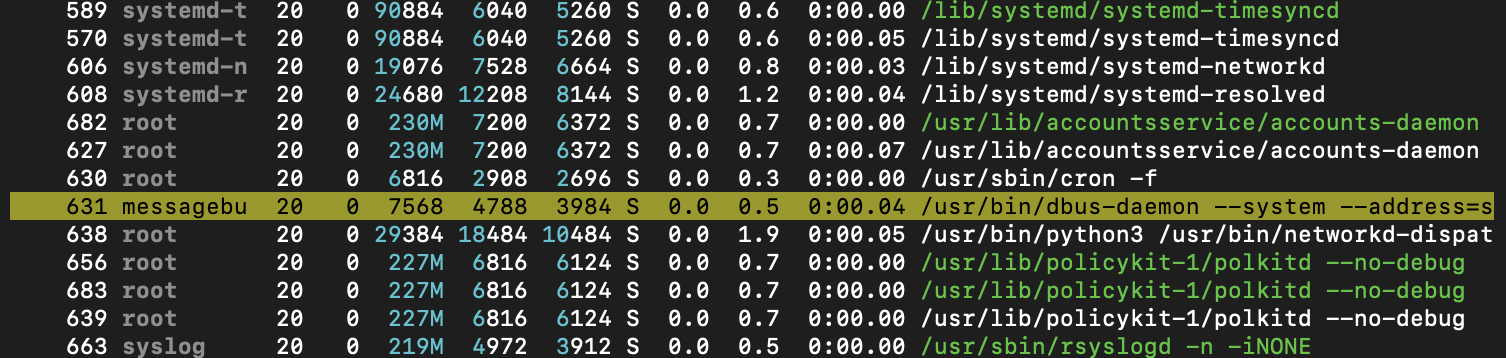 589 systemd-t 20 0 90884 6040 5260 S 0.0 0.6 0:00.00 /lib/systemd/systemd-timesyncd
570 systemd-t 20 0 90884 6040 5260 S 0.0 0.6 0:00.05 /lib/systemd/systemd-timesyncd
606 systemd-n 20 0 19076 7528 6664 S 0.0 0.8 0:00.03 /lib/systemd/systemd-networkd
608 systemd-r 20 0 24680 12208 8144 S 0.0 1.2 0:00.04 /lib/systemd/systemd-resolved
682 root 20 0 230M 7200 6372 S 0.0 0.7 0:00.00 /usr/lib/accountsservice/accounts-daemon
627 root 20 0 230M 7200 6372 S 0.0 0.7 0:00.07 /usr/lib/accountsservice/accounts-daemon
630 root 20 0 6816 2908 2696 S 0.0 0.3 0:00.00 /usr/sbin/cron -f
631 messagebu 20 0 7568 4788 3984 S 0.0 0.5 0:00.04 /usr/bin/dbus-daemon --system --address=s
638 root 20 0 29384 18484 10484 S 0.0 1.9 0:00.05 /usr/bin/python3 /usr/bin/networkd-dispat
656 root 20 0 227M 6816 6124 S 0.0 0.7 0:00.00 /usr/lib/policykit-1/polkitd --no-debug
683 root 20 0 227M 6816 6124 S 0.0 0.7 0:00.00 /usr/lib/policykit-1/polkitd --no-debug
639 root 20 0 227M 6816 6124 S 0.0 0.7 0:00.00 /usr/lib/policykit-1/polkitd --no-debug
663 syslog 20 0 219M 4972 3912 S 0.0 0.5 0:00.00 /usr/sbin/rsyslogd -n -iNONE